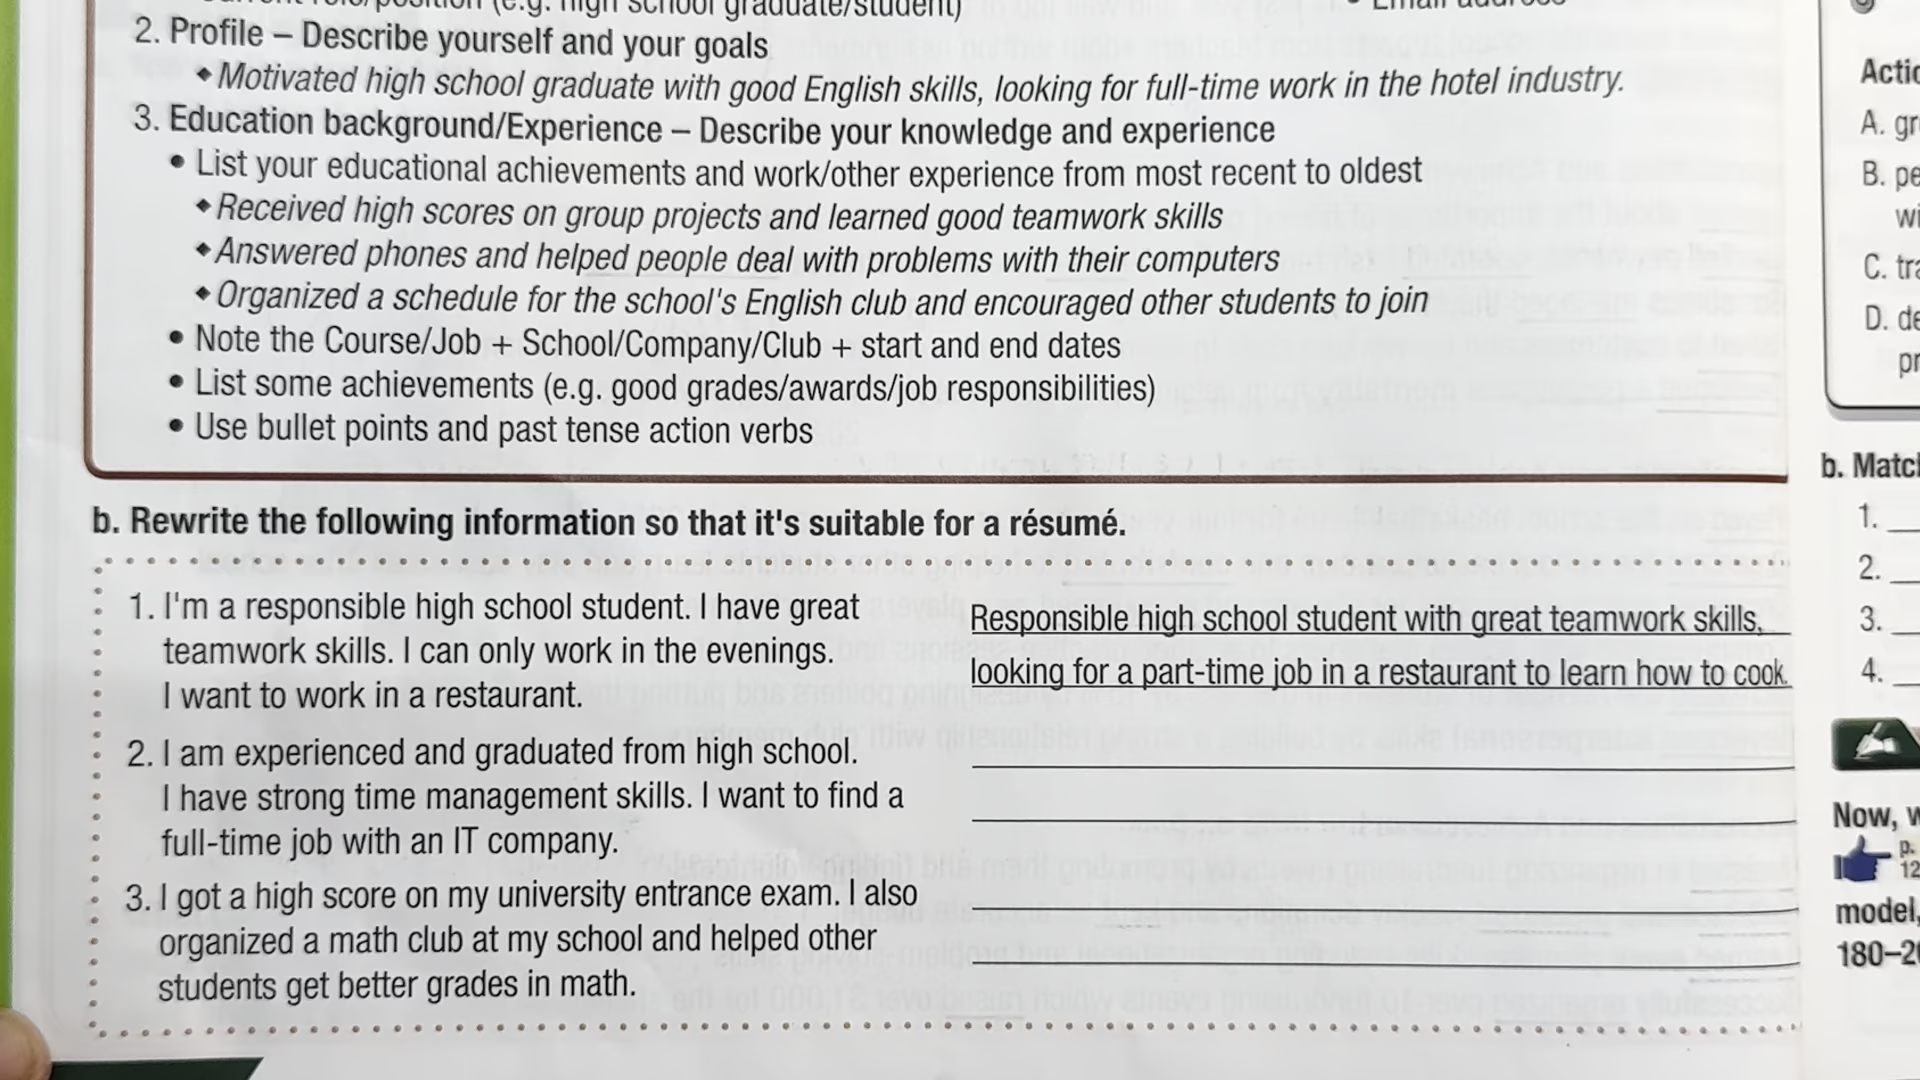 2. Profile – Describe yourself and your goals
◆ Motivated high school graduate with good English skills, looking for full-time work in the hotel industry.
3. Education background/Experience – Describe your knowledge and experience
• List your educational achievements and work/other experience from most recent to oldest
◆ Received high scores on group projects and learned good teamwork skills
◆ Answered phones and helped people deal with problems with their computers
◆ Organized a schedule for the school's English club and encouraged other students to join
• Note the Course/Job + School/Company/Club + start and end dates
• List some achievements (e.g. good grades/awards/job responsibilities)
• Use bullet points and past tense action verbs
b. Rewrite the following information so that it's suitable for a résumé.
1. I'm a responsible high school student. I have great
teamwork skills. I can only work in the evenings.
I want to work in a restaurant.
Responsible high school student with great teamwork skills,
looking for a part-time job in a restaurant to learn how to cook.
2. I am experienced and graduated from high school.
I have strong time management skills. I want to find a
full-time job with an IT company.
3. I got a high score on my university entrance exam. I also
organized a math club at my school and helped other
students get better grades in math.
A.
B.
C.
D.
b.
1.
2.
3.
4.
Now,
p.
model,